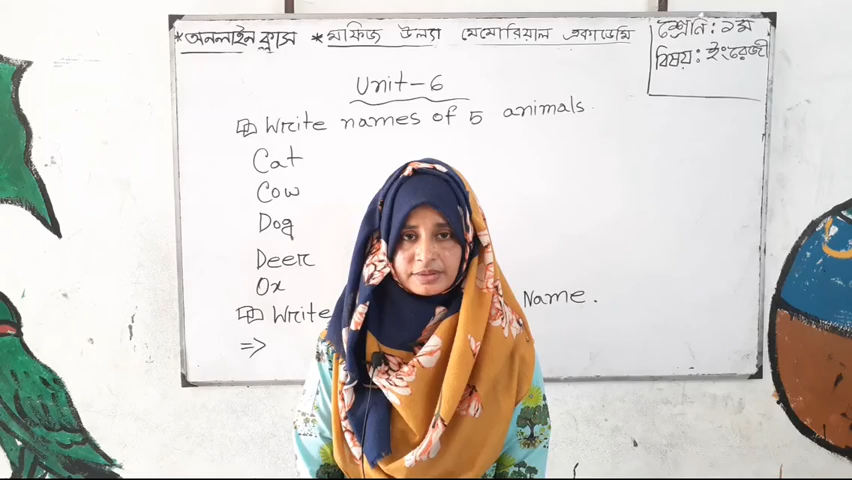 *অনলাইন ক্লাস *মফিজ উল্যা মেমোরিয়াল একাডেমি
শ্রেনি: ১ম
বিষয়: ইংরেজী
Unit-6
Write names of 5 animals.
Cat
Cow
Dog
Deer
Ox
Write Name.
=>